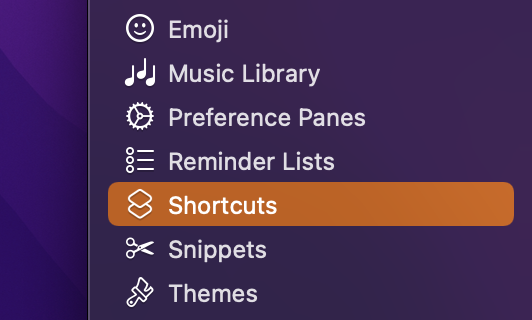 Emoji
Music Library
Preference Panes
Reminder Lists
Shortcuts
Snippets
Themes